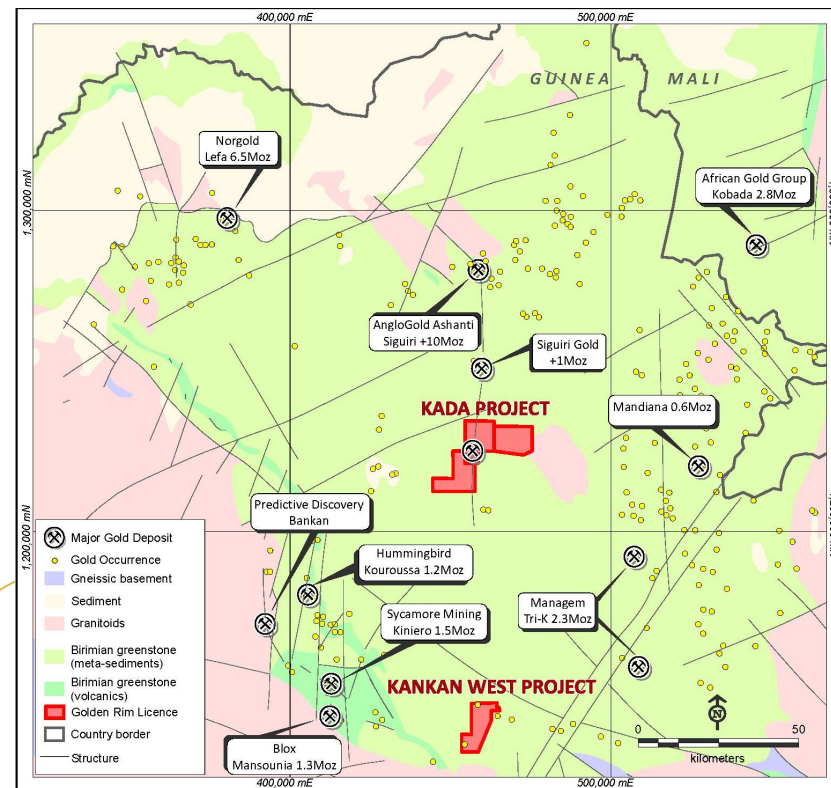 400,000 mE
500,000 mE
GUINEA
MALI
Norgold
Lefa 6.5Moz
African Gold Group
Kobada 2.8Moz
1,300,000 mN
AngloGold Ashanti
Siguiri +10Moz
Siguiri Gold
+1Moz
KADA PROJECT
Mandiana 0.6Moz
Predictive Discovery
Bankan
1,200,000 mN
Hummingbird
Kouroussa 1.2Moz
Sycamore Mining
Kiniero 1.5Moz
Managem
Tri-K 2.3Moz
KANKAN WEST PROJECT
Blox
Mansounia 1.3Moz
Major Gold Deposit
Gold Occurrence
Gneissic basement
Sediment
Granitoids
Birimian greenstone
(meta-sediments)
Birimian greenstone
(volcanics)
Golden Rim Licence
Country border
Structure
N
0
50
kilometers
400,000 mE
500,000 mE